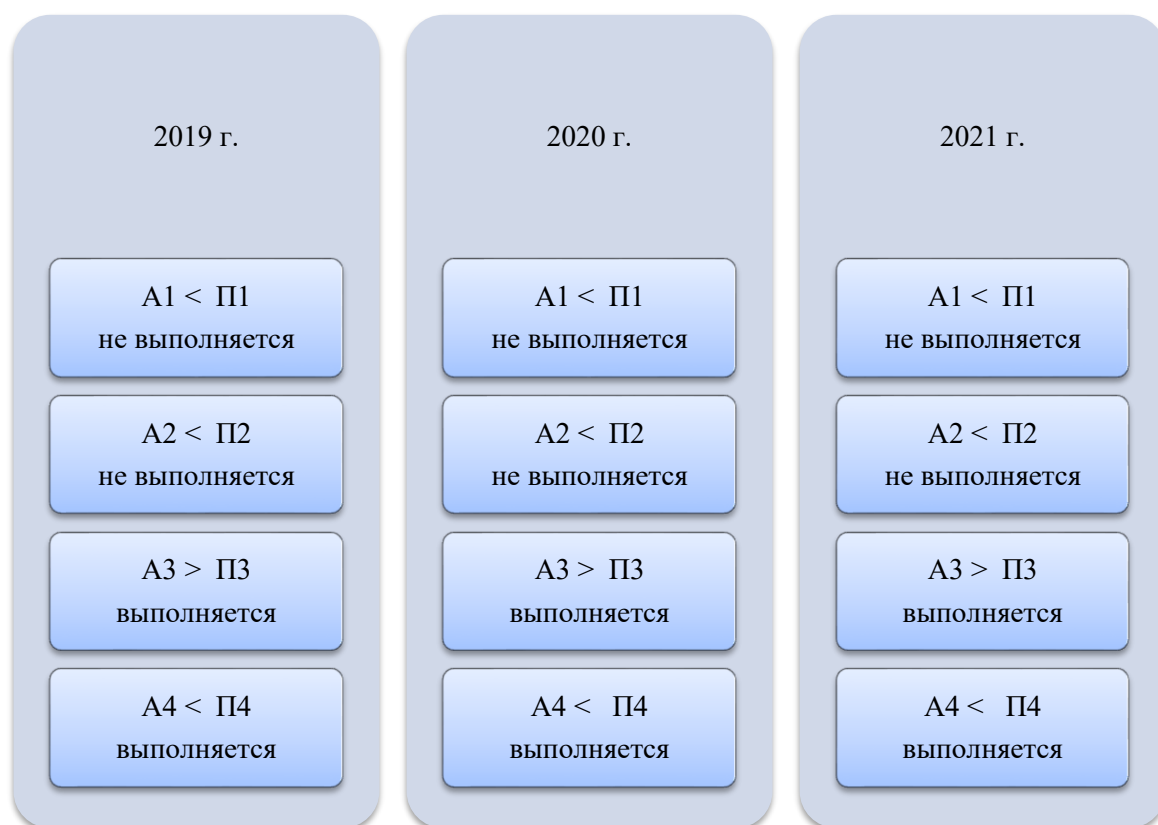 2019 г.
А1 < П1
не выполняется
А2 < П2
не выполняется
А3 > П3
выполняется
А4 < П4
выполняется
2020 г.
А1 < П1
не выполняется
А2 < П2
не выполняется
А3 > П3
выполняется
А4 < П4
выполняется
2021 г.
А1 < П1
не выполняется
А2 < П2
не выполняется
А3 > П3
выполняется
А4 < П4
выполняется